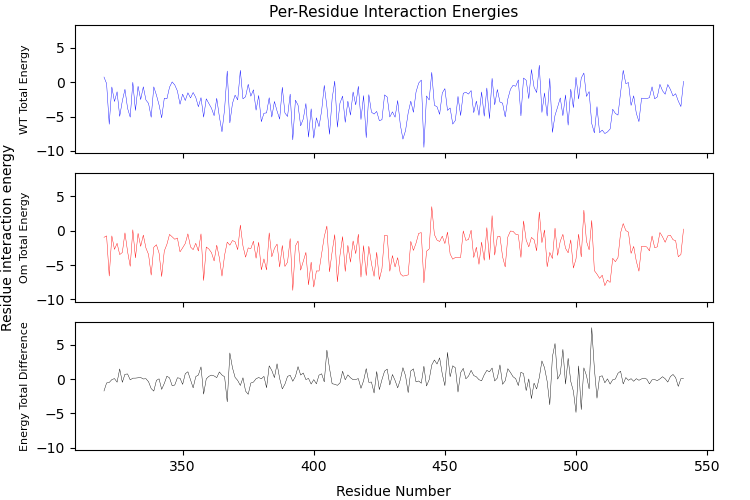 Per-Residue Interaction Energies
Residue interaction energy
WT Total Energy
5
0
−5
−10
Om Total Energy
5
0
−5
−10
Energy Total Difference
5
0
−5
−10
350
400
450
500
550
Residue Number